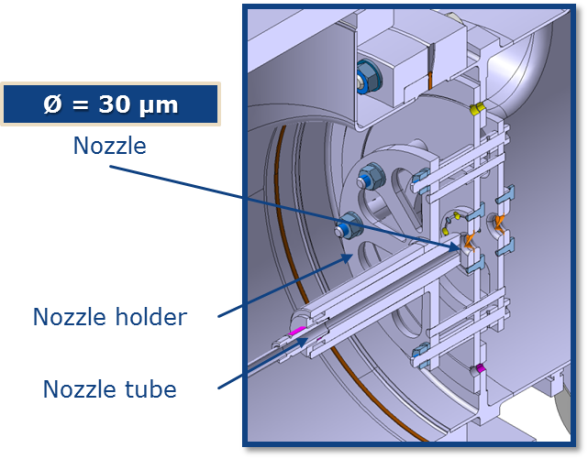 Ø = 30 µm
Nozzle
Nozzle holder
Nozzle tube